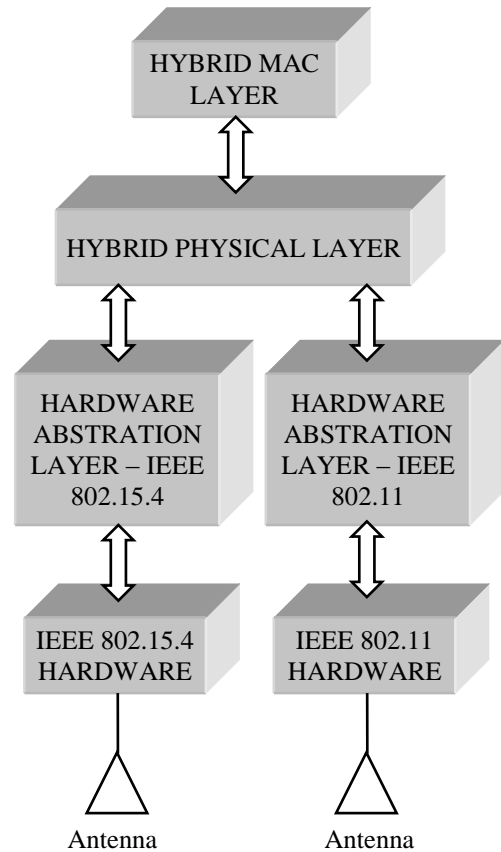 HYBRID MAC
LAYER
HYBRID PHYSICAL LAYER
HARDWARE
ABSTRATION
LAYER – IEEE
802.15.4
HARDWARE
ABSTRATION
LAYER – IEEE
802.11
IEEE 802.15.4
HARDWARE
IEEE 802.11
HARDWARE
Antenna
Antenna